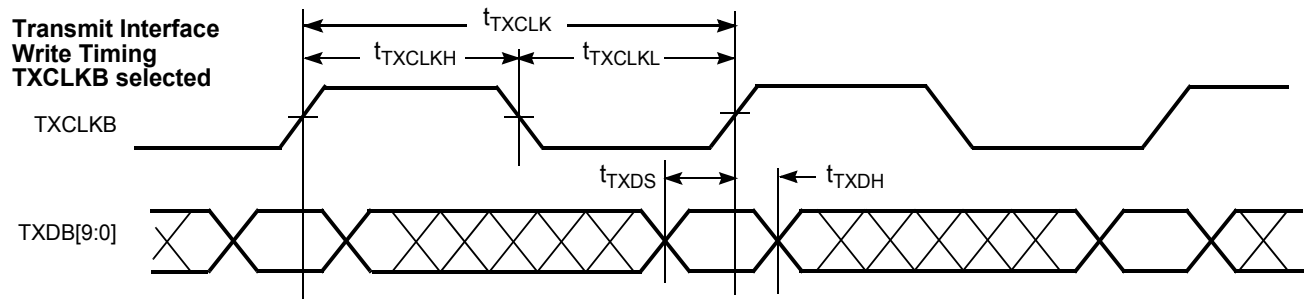 Transmit Interface
Write Timing
TXCLKB selected
tTXCLK
tTXCLKH
tTXCLKL
TXCLKB
tTXDS
tTXDH
TXDB[9:0]